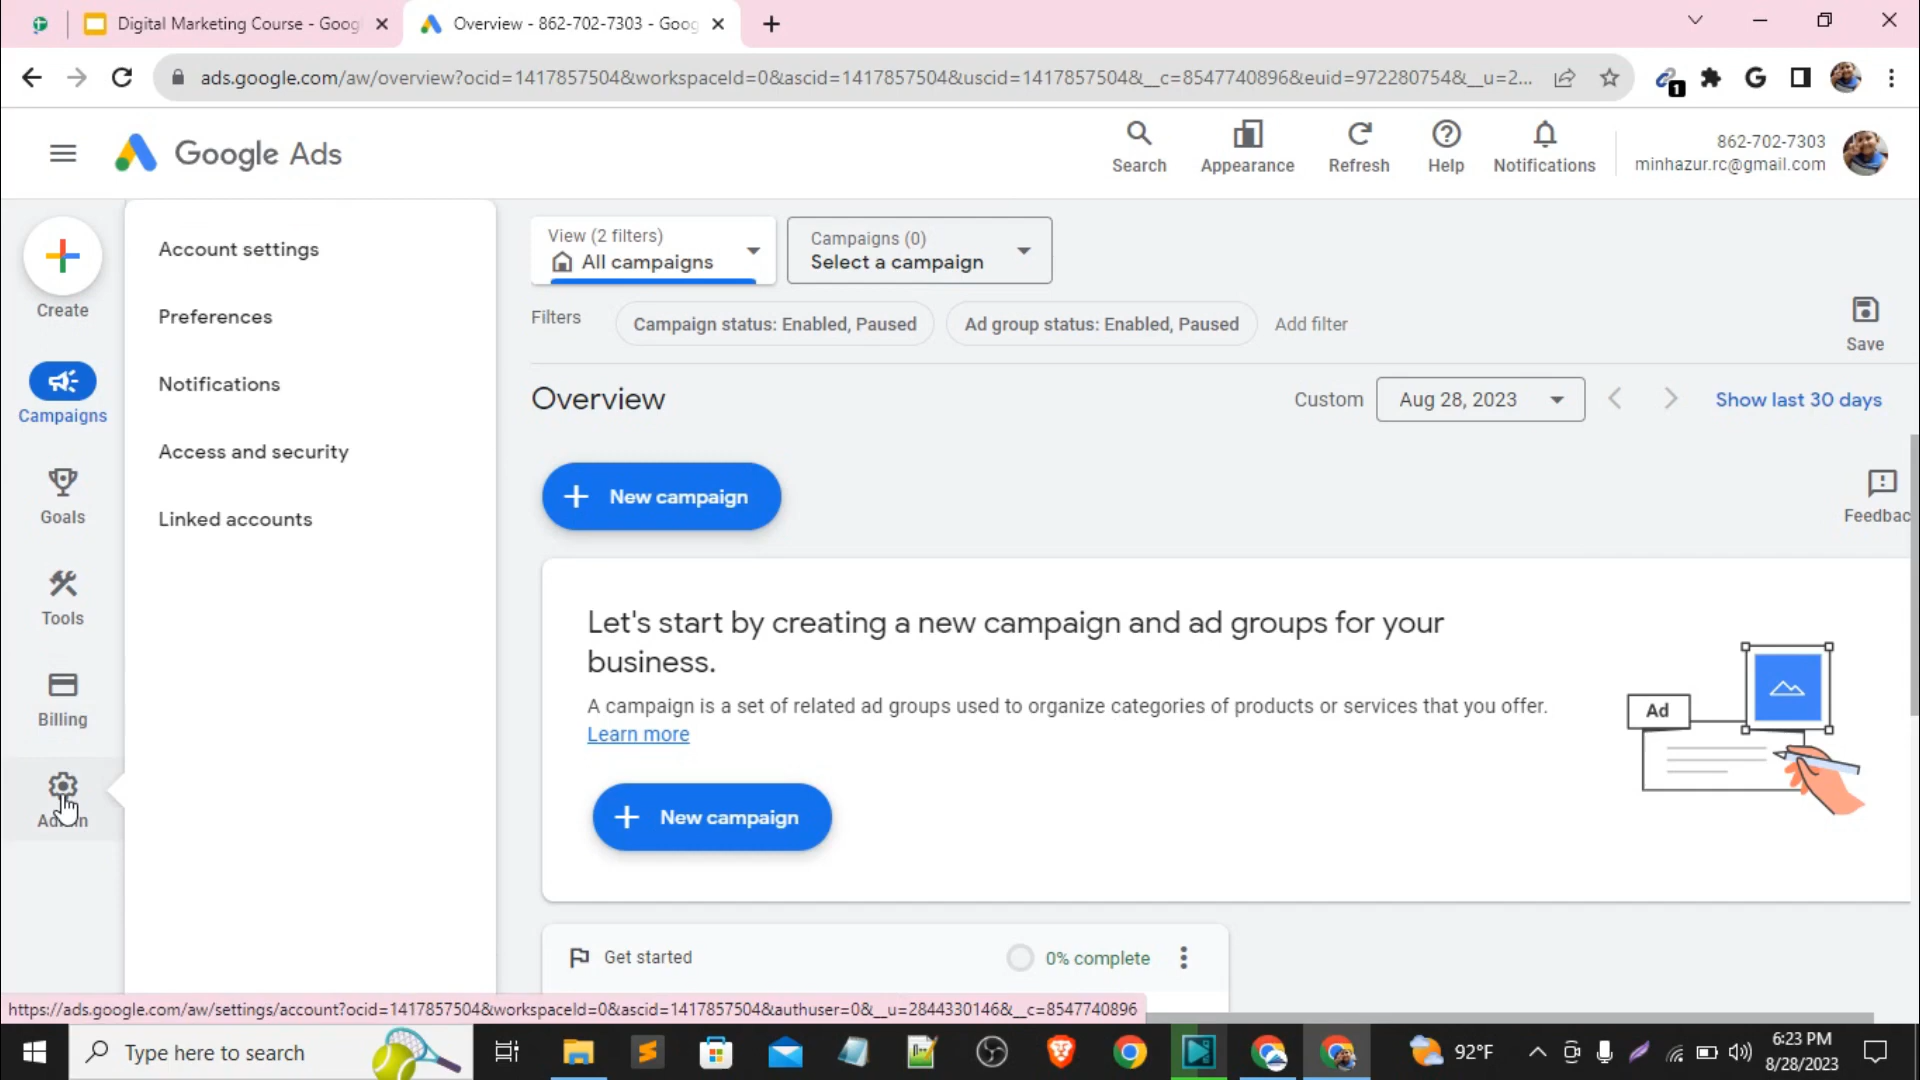 Digital Marketing Course - Goog
Overview - 862-702-7303 - Goog
ads.google.com/aw/overview?ocid=1417857504&workspaceId=0&ascid=1417857504&uscid=1417857504&__c=8547740896&euid=972280754&__u=2...
1
Google Ads
Search
Appearance
Refresh
Help
Notifications
862-702-7303
minhazur.rc@gmail.com
Create
Campaigns
Goals
Tools
Billing
Account settings
Preferences
Notifications
Access and security
Linked accounts
View (2 filters)
All campaigns
Campaigns (0)
Select a campaign
Filters
Campaign status: Enabled, Paused
Ad group status: Enabled, Paused
Add filter
Save
Overview
Custom
Aug 28, 2023
Show last 30 days
New campaign
Feedbac
Let's start by creating a new campaign and ad groups for your
business.
A campaign is a set of related ad groups used to organize categories of products or services that you offer.
Learn more
New campaign
Ad
Get started
0% complete
https://ads.google.com/aw/settings/account?ocid=1417857504&workspaceId=0&ascid=1417857504&authuser=0&__u=2844330146&__c=8547740896
Type here to search
92°F
6:23 PM
8/28/2023